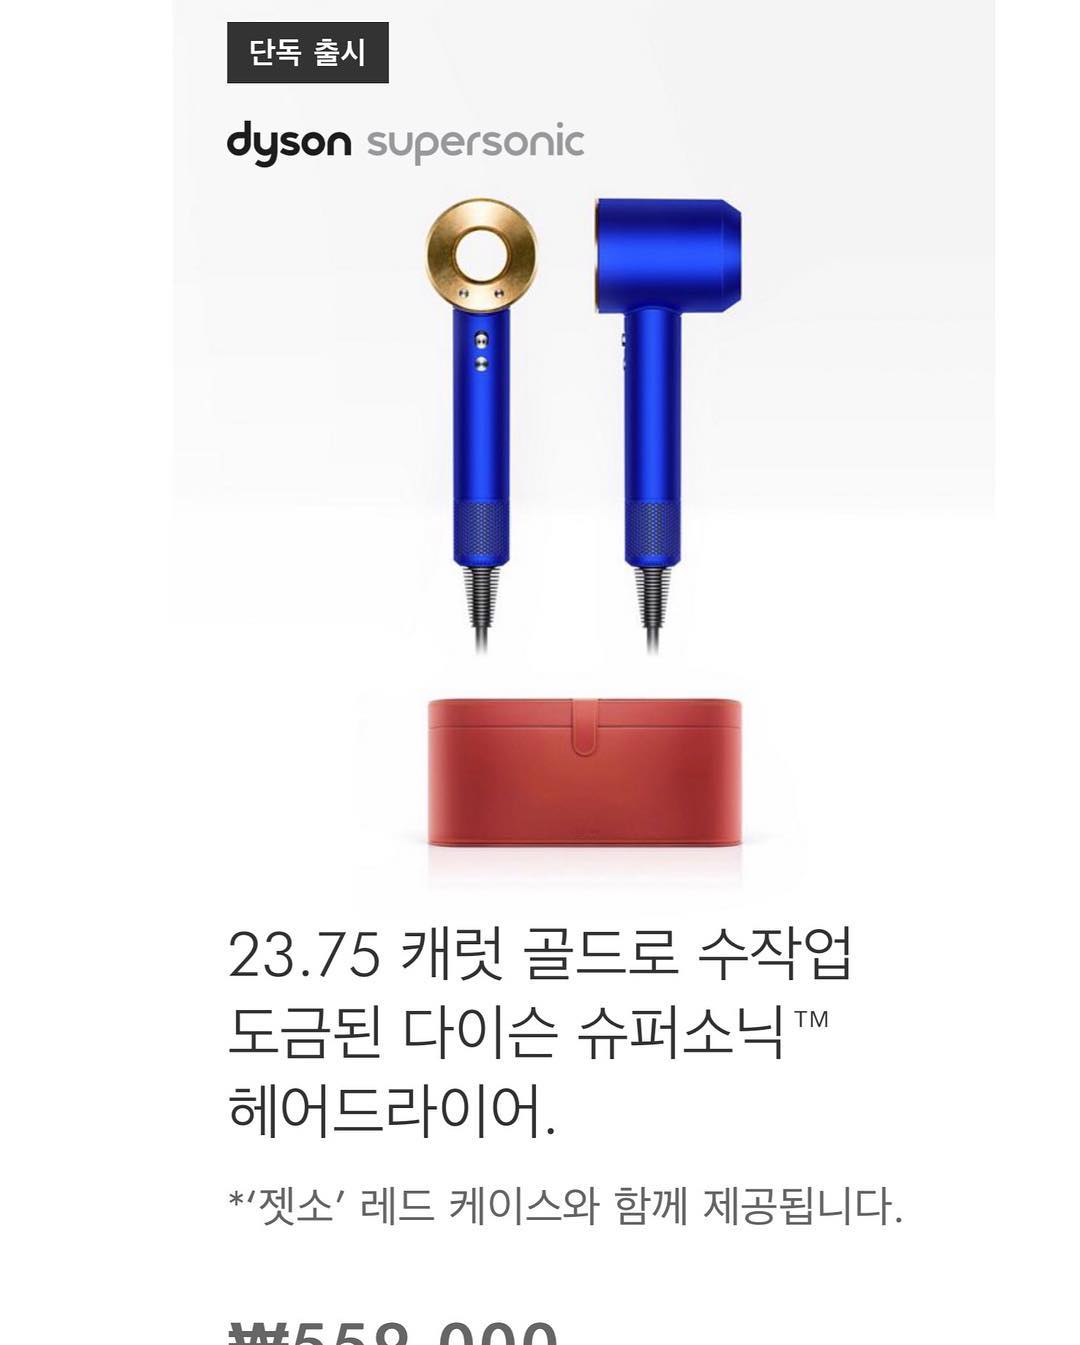 단독 출시
dyson supersonic
23.75 캐럿 골드로 수작업
도금된 다이슨 슈퍼소닉™
헤어드라이어.
*‘젯소’ 레드 케이스와 함께 제공됩니다.